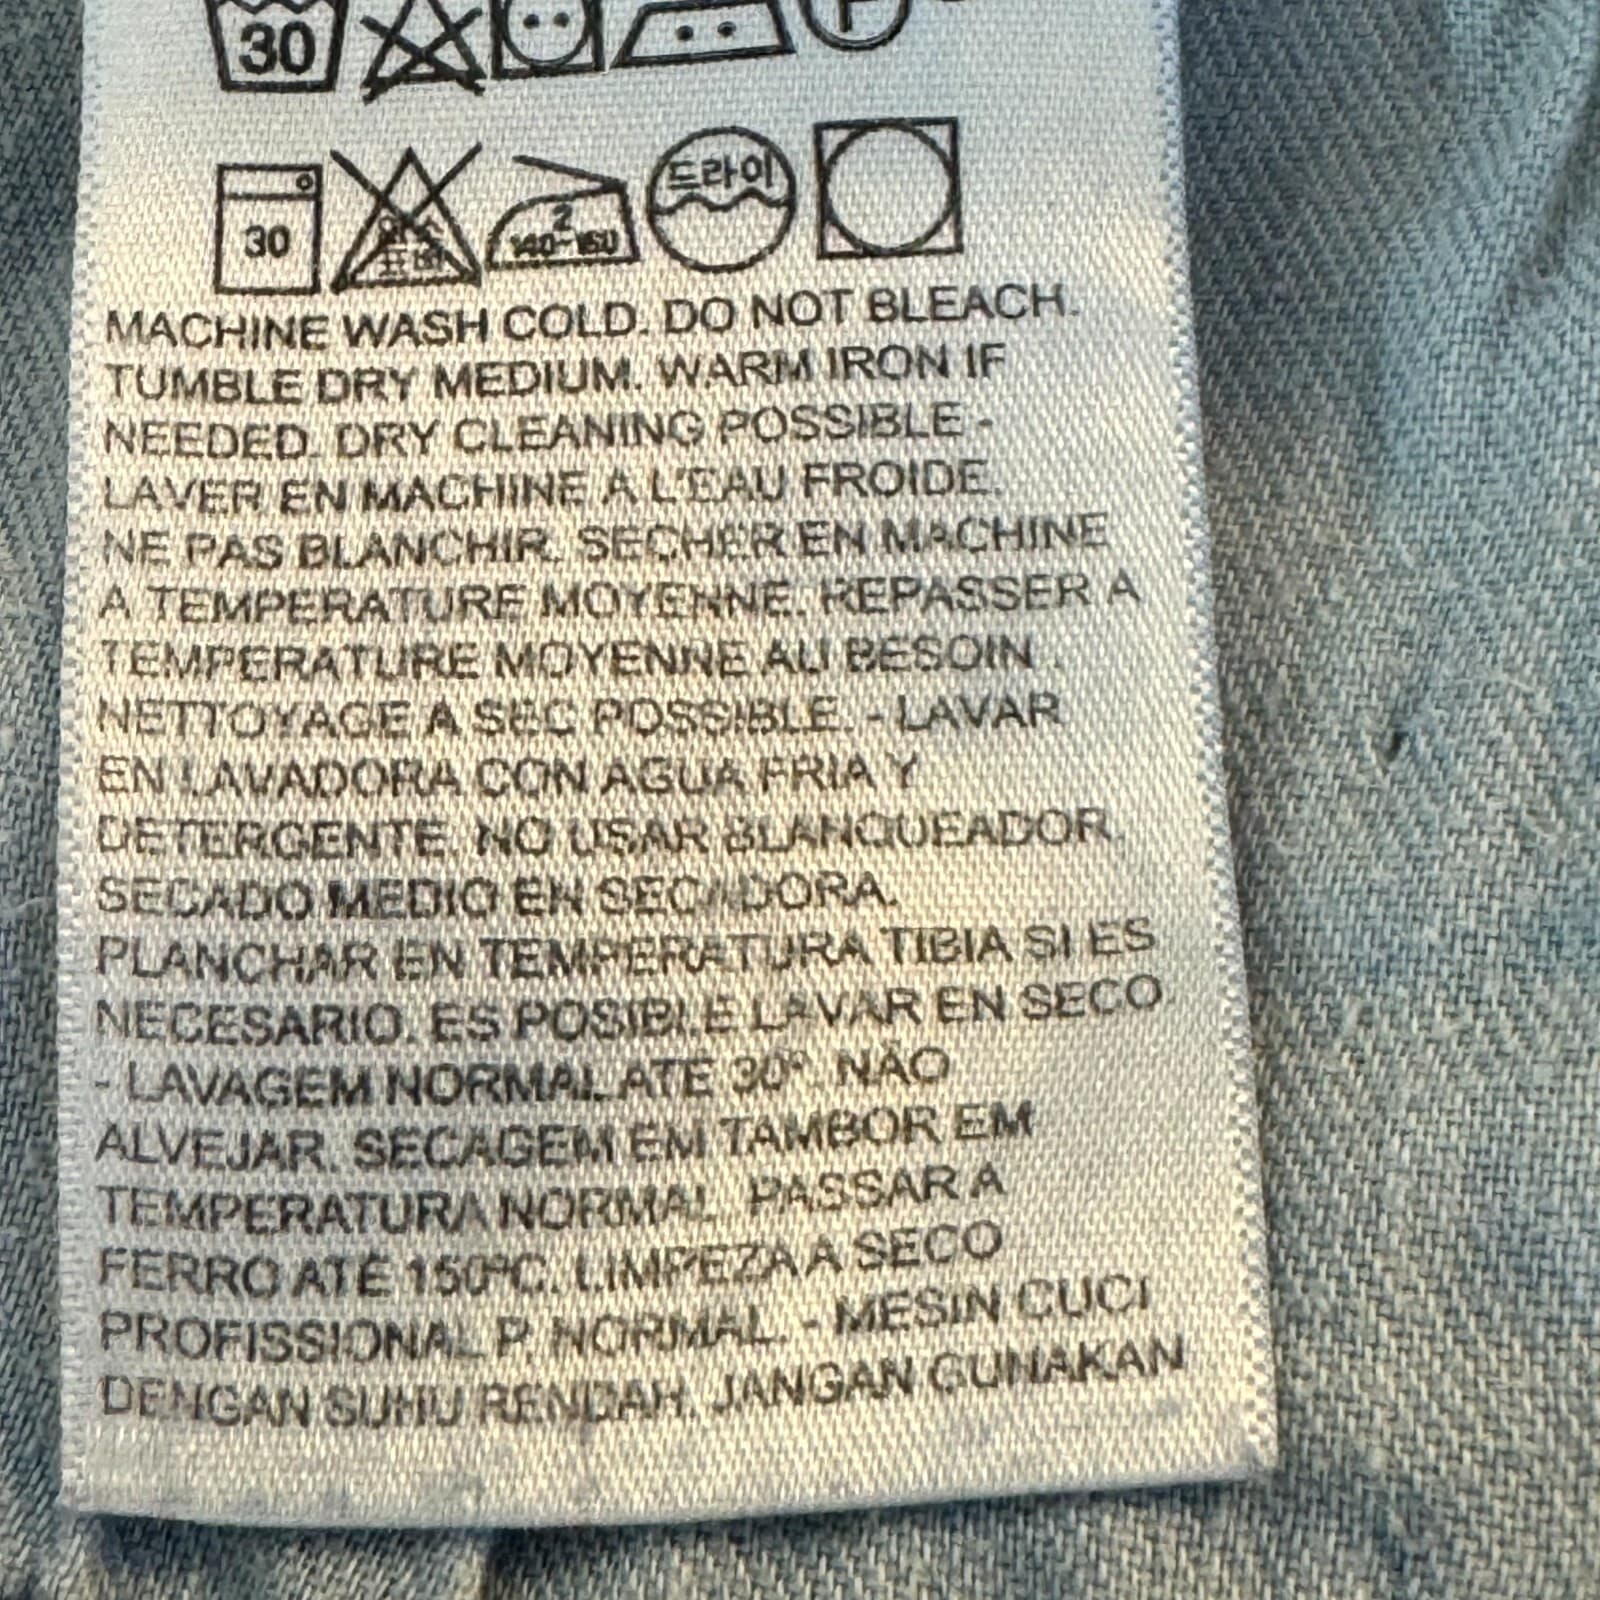 30
P
30
2
140~160
드라이
MACHINE WASH COLD. DO NOT BLEACH.
TUMBLE DRY MEDIUM. WARM IRON IF
NEEDED. DRY CLEANING POSSIBLE -
LAVER EN MACHINE A L'EAU FROIDE.
NE PAS BLANCHIR. SECHER EN MACHINE
A TEMPERATURE MOYENNE. REPASSER A
TEMPERATURE MOYENNE AU BESOIN .
NETTOYAGE A SEC POSSIBLE. - LAVAR
EN LAVADORA CON AGUA FRIA Y
DETERGENTE. NO USAR BLANQUEADOR.
SECADO MEDIO EN SECADORA.
PLANCHAR EN TEMPERATURA TIBIA SI ES
NECESARIO. ES POSIBLE LAVAR EN SECO
- LAVAGEM NORMAL ATE 30°. NÃO
ALVEJAR. SECAGEM EM TAMBOR EM
TEMPERATURA NORMAL. PASSAR A
FERRO ATÉ 150ºC. LIMPEZA A SECO
PROFISSIONAL P. NORMAL. - MESIN CUCI
DENGAN SUHU RENDAH. JANGAN GUNAKAN